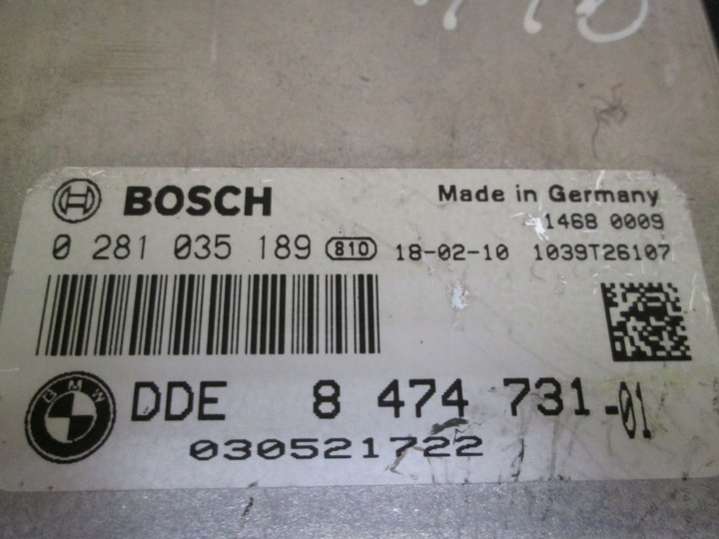 BOSCH Made in Germany
1468 0009
0 281 035 189 810 18-02-10 1039T26107
BMW DDE 8 474 731-01
030521722